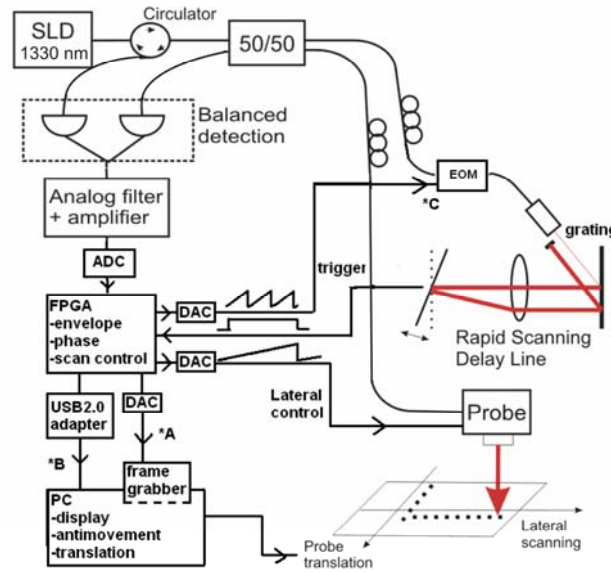 Circulator
SLD
1330 nm
50/50
Balanced
detection
Analog filter
+ amplifier
EOM
*C
grating
ADC
trigger
FPGA
-envelope
-phase
-scan control
DAC
DAC
Rapid Scanning
Delay Line
Lateral
control
Probe
USB2.0
adapter
DAC
*A
*B
frame
grabber
PC
-display
-antimovement
-translation
Probe
translation
Lateral
scanning